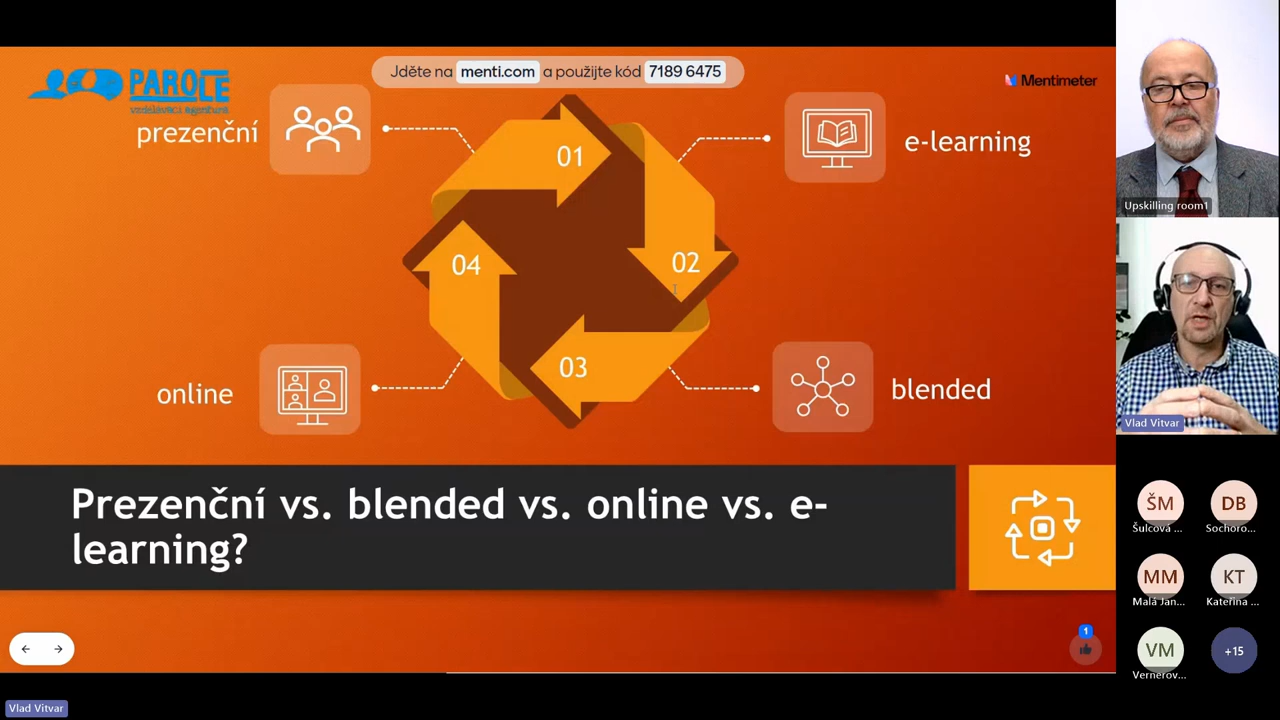 Jděte na menti.com a použijte kód 7189 6475
PAROLE
vzdělávací agentura
Mentimeter
prezenční
01
e-learning
04
02
03
online
blended
Prezenční vs. blended vs. online vs. e-
learning?
1
Upskilling room1
Vlad Vitvar
ŠM
DB
Šulcová ...
Sochoro...
MM
KT
Malá Jan...
Kateřina ...
VM
+15
Vernerov...
Vlad Vitvar